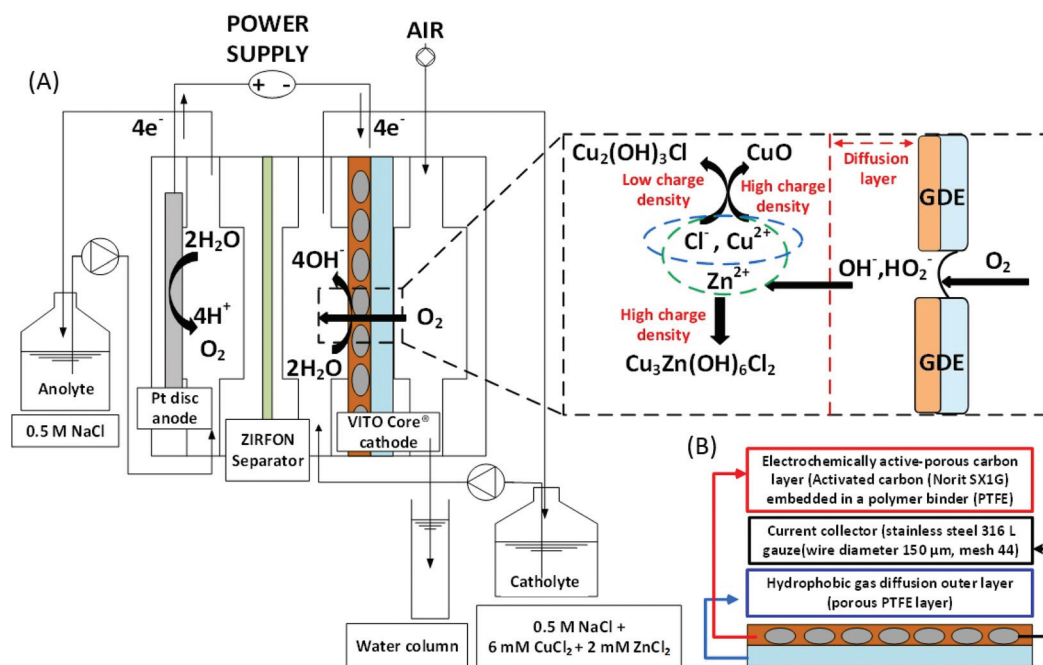 (A)
POWER
SUPPLY
+ -
AIR
4e⁻
4e⁻
2H₂O
4H⁺
O₂
4OH⁻
O₂
2H₂O
Anolyte
0.5 M NaCl
Pt disc
anode
ZIRFON
Separator
VITO Core®
cathode
Water column
Catholyte
0.5 M NaCl +
6 mM CuCl₂ + 2 mM ZnCl₂
Cu₂(OH)₃Cl
CuO
Low charge
density
High charge
density
Cl⁻ , Cu²⁺
Zn²⁺
High charge
density
Cu₃Zn(OH)₆Cl₂
Diffusion
layer
GDE
OH⁻,HO₂⁻
O₂
GDE
(B)
Electrochemically active-porous carbon
layer (Activated carbon (Norit SX1G)
embedded in a polymer binder (PTFE)
Current collector (stainless steel 316 L
gauze(wire diameter 150 µm, mesh 44)
Hydrophobic gas diffusion outer layer
(porous PTFE layer)